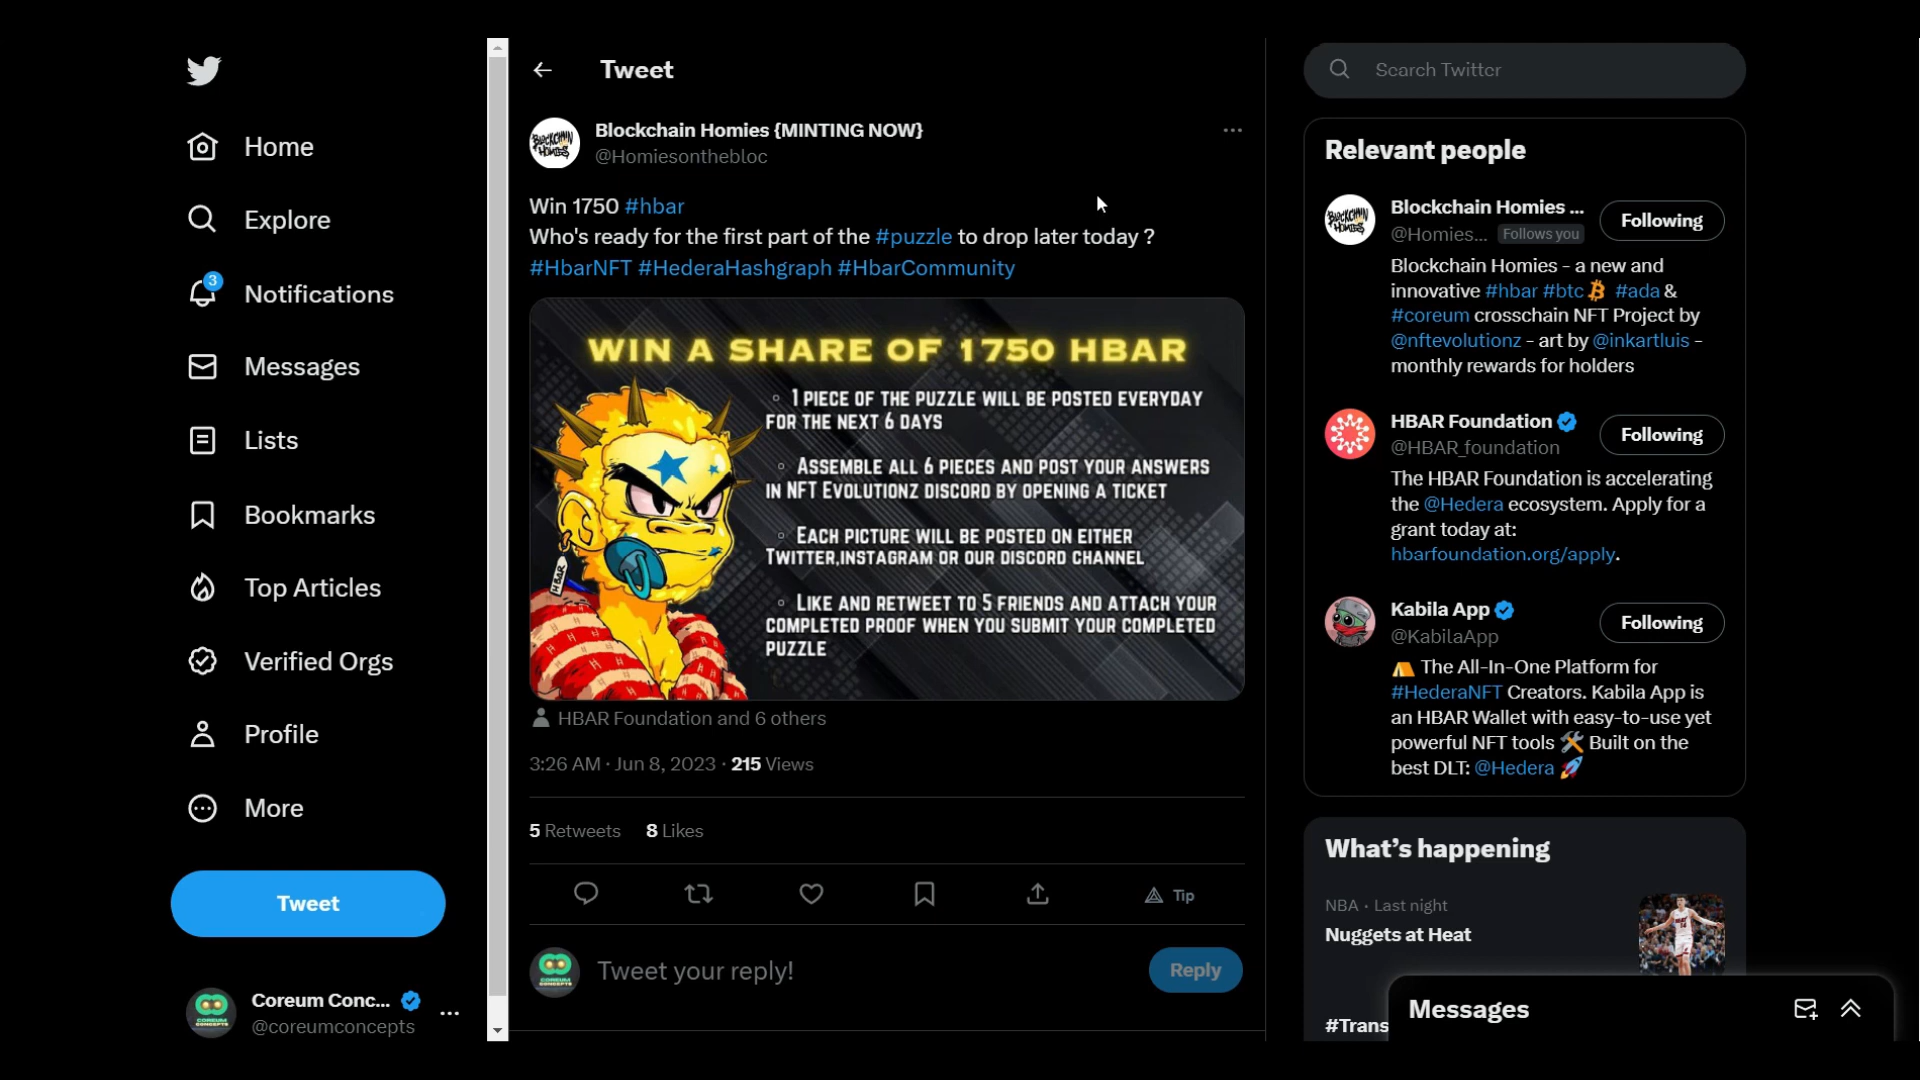 Home
Explore
3
Notifications
Messages
Lists
Bookmarks
Top Articles
Verified Orgs
Profile
More
Tweet
Coreum Conc...
@coreumconcepts
Tweet
BLOCKCHAIN HOMIES
Blockchain Homies {MINTING NOW}
@Homiesonthebloc
Win 1750 #hbar
Who's ready for the first part of the #puzzle to drop later today ?
#HbarNFT #HederaHashgraph #HbarCommunity
WIN A SHARE OF 1750 HBAR
◦ 1 PIECE OF THE PUZZLE WILL BE POSTED EVERYDAY
FOR THE NEXT 6 DAYS
◦ ASSEMBLE ALL 6 PIECES AND POST YOUR ANSWERS
IN NFT EVOLUTIONZ DISCORD BY OPENING A TICKET
◦ EACH PICTURE WILL BE POSTED ON EITHER
TWITTER,INSTAGRAM OR OUR DISCORD CHANNEL
◦ LIKE AND RETWEET TO 5 FRIENDS AND ATTACH YOUR
COMPLETED PROOF WHEN YOU SUBMIT YOUR COMPLETED
PUZZLE
HBAR
HBAR Foundation and 6 others
3:26 AM · Jun 8, 2023 · 215 Views
5 Retweets 8 Likes
Tip
COREUM CONCEPTS
Tweet your reply!
Reply
Search Twitter
Relevant people
BLOCKCHAIN HOMIES
Blockchain Homies ...
@Homies... Follows you
Following
Blockchain Homies - a new and
innovative #hbar #btc #ada &
#coreum crosschain NFT Project by
@nftevolutionz - art by @inkartluis -
monthly rewards for holders
HBAR Foundation
@HBAR_foundation
Following
The HBAR Foundation is accelerating
the @Hedera ecosystem. Apply for a
grant today at:
hbarfoundation.org/apply.
Kabila App
@KabilaApp
Following
The All-In-One Platform for
#HederaNFT Creators. Kabila App is
an HBAR Wallet with easy-to-use yet
powerful NFT tools 🛠 Built on the
best DLT: @Hedera 🚀
What's happening
NBA · Last night
Nuggets at Heat
#Trans
Messages